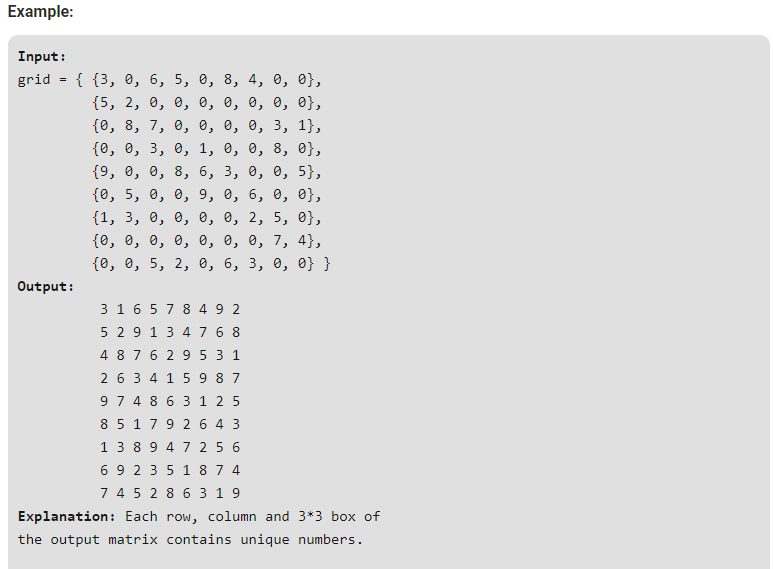 Example:
Input:
grid = { {3, 0, 6, 5, 0, 8, 4, 0, 0},
{5, 2, 0, 0, 0, 0, 0, 0, 0},
{0, 8, 7, 0, 0, 0, 0, 3, 1},
{0, 0, 3, 0, 1, 0, 0, 8, 0},
{9, 0, 0, 8, 6, 3, 0, 0, 5},
{0, 5, 0, 0, 9, 0, 6, 0, 0},
{1, 3, 0, 0, 0, 0, 2, 5, 0},
{0, 0, 0, 0, 0, 0, 0, 7, 4},
{0, 0, 5, 2, 0, 6, 3, 0, 0} }
Output:
3 1 6 5 7 8 4 9 2
5 2 9 1 3 4 7 6 8
4 8 7 6 2 9 5 3 1
2 6 3 4 1 5 9 8 7
9 7 4 8 6 3 1 2 5
8 5 1 7 9 2 6 4 3
1 3 8 9 4 7 2 5 6
6 9 2 3 5 1 8 7 4
7 4 5 2 8 6 3 1 9
Explanation: Each row, column and 3*3 box of
the output matrix contains unique numbers.